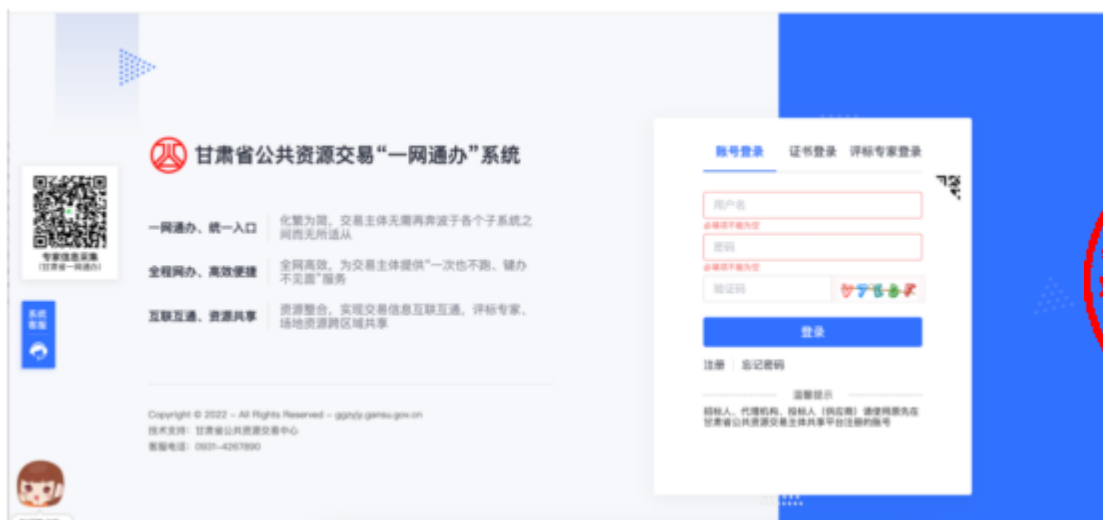 甘肃省公共资源交易“一网通办”系统
一网通办、统一入口
化繁为简，交易主体无需再奔波于各个子系统之
间而无所适从
全程网办、高效便捷
全网高效，为交易主体提供“一次也不跑、键办
不见面”服务
互联互通、资源共享
资源整合，实现交易信息互联互通，评标专家、
场地资源跨区域共享
Copyright © 2022 – All Rights Reserved – ggzyjy.gansu.gov.cn
技术支持：甘肃省公共资源交易中心
客服电话：0931–4267890
专家信息采集
(甘肃省一网通办)
系统
客服
账号登录 证书登录 评标专家登录
用户名
必填项不能为空
密码
必填项不能为空
验证码
登录
注册 忘记密码
温馨提示
招标人、代理机构、投标人（供应商）请使用原先在
甘肃省公共资源交易主体共享平台注册的账号